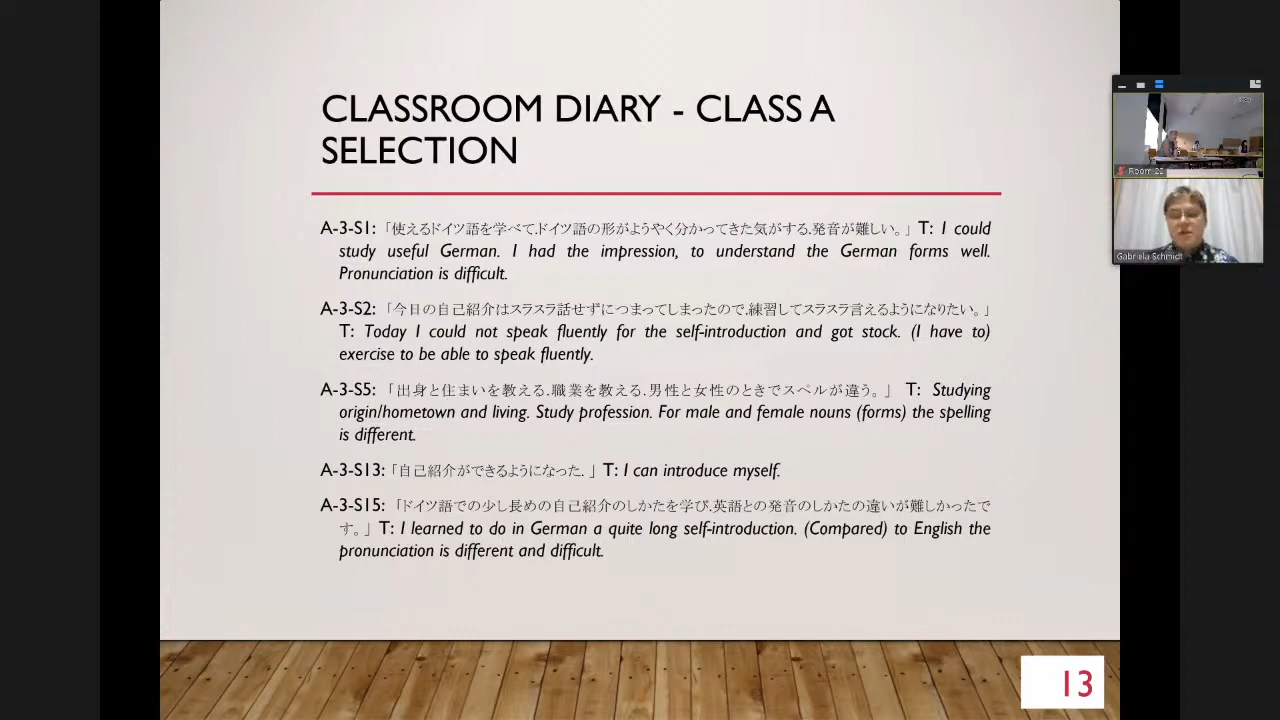 CLASSROOM DIARY - CLASS A
SELECTION
A-3-S1: 「使えるドイツ語を学べて.ドイツ語の形がようやく分かってきた気がする.発音が難しい。」 T: I could
study useful German. I had the impression, to understand the German forms well.
Pronunciation is difficult.
A-3-S2: 「今日の自己紹介はスラスラ話せずにつまってしまったので.練習してスラスラ言えるようになりたい。」
T: Today I could not speak fluently for the self-introduction and got stock. (I have to)
exercise to be able to speak fluently.
A-3-S5: 「出身と住まいを教える.職業を教える.男性と女性のときでスペルが違う。」 T: Studying
origin/hometown and living. Study profession. For male and female nouns (forms) the spelling
is different.
A-3-S13: 「自己紹介ができるようになった. 」 T: I can introduce myself.
A-3-S15: 「ドイツ語での少し長めの自己紹介のしかたを学び.英語との発音のしかたの違いが難しかったで
す。」 T: I learned to do in German a quite long self-introduction. (Compared) to English the
pronunciation is different and difficult.
13
Room 22
Gabriela Schmidt